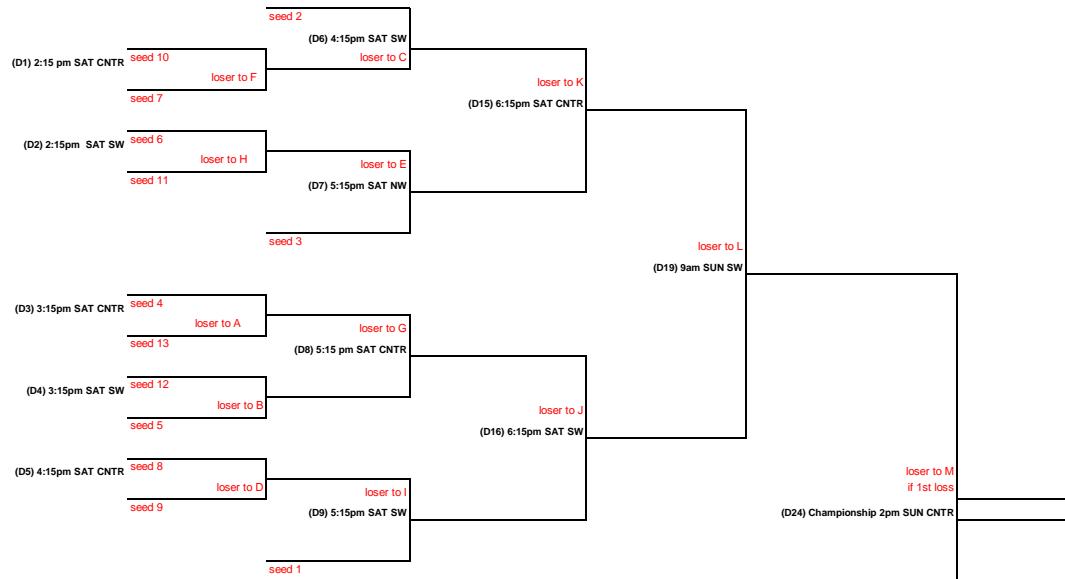 seed 2
(D6) 4:15pm SAT SW
(D1) 2:15 pm SAT CNTR
seed 10
loser to C
loser to F
loser to K
seed 7
(D15) 6:15pm SAT CNTR
(D2) 2:15pm  SAT SW
seed 6
loser to H
loser to E
seed 11
(D7) 5:15pm SAT NW
seed 3
loser to L
(D19) 9am SUN SW
(D3) 3:15pm SAT CNTR
seed 4
loser to A
loser to G
seed 13
(D8) 5:15 pm SAT CNTR
(D4) 3:15pm SAT SW
seed 12
loser to B
loser to J
seed 5
(D16) 6:15pm SAT SW
(D5) 4:15pm SAT CNTR
seed 8
loser to D
loser to I
loser to M
if 1st loss
seed 9
(D9) 5:15pm SAT SW
(D24) Championship 2pm SUN CNTR
seed 1